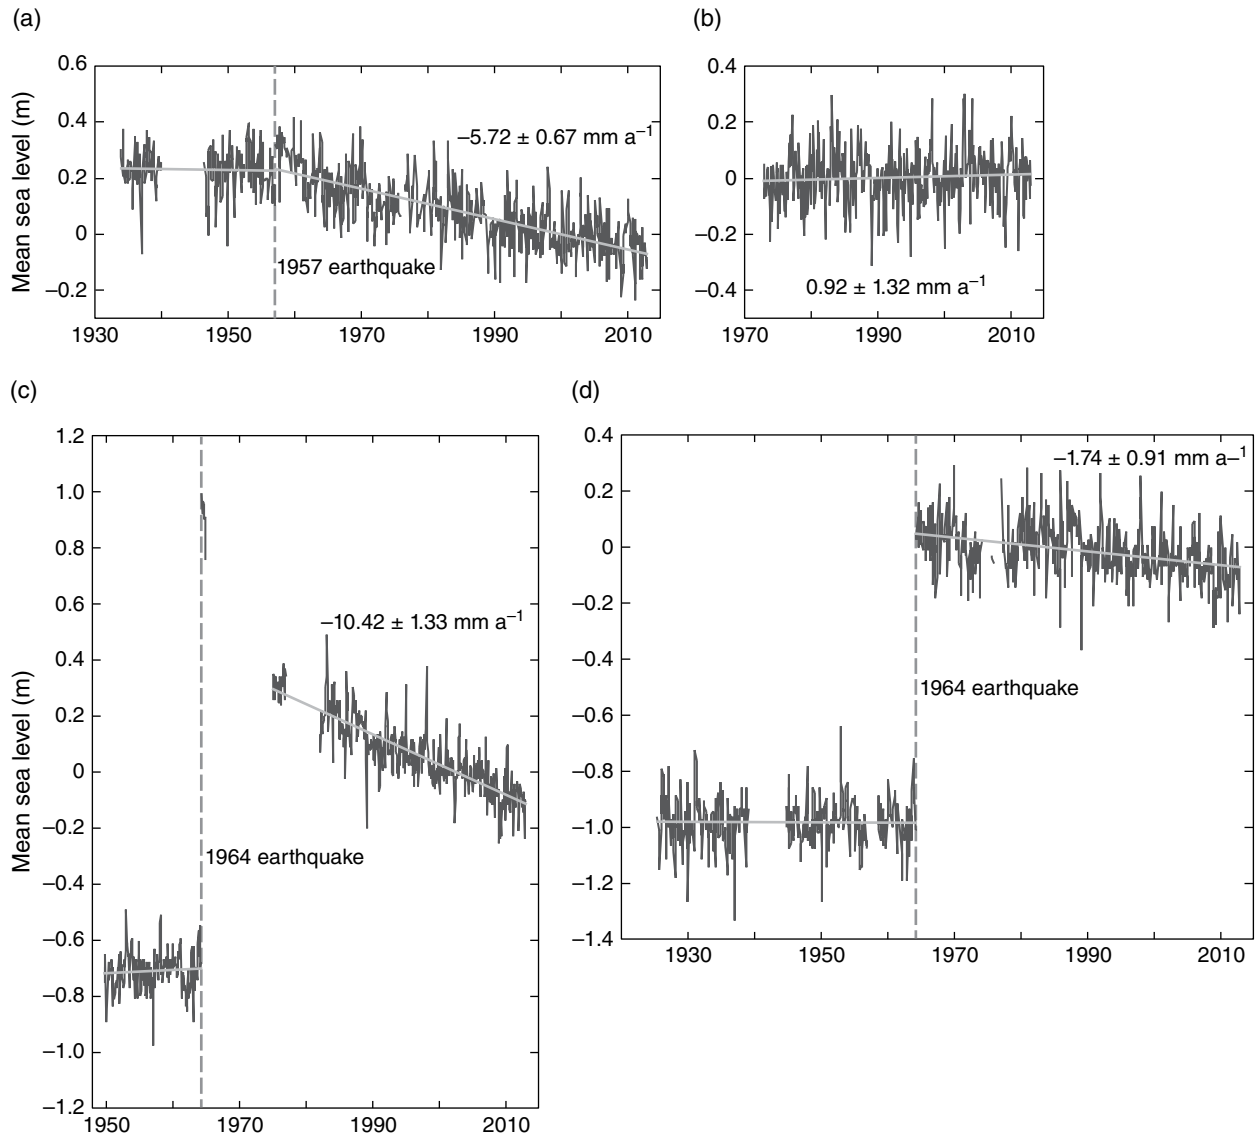 (a)
Mean sea level (m)
0.6
0.4
0.2
0
−0.2
−5.72 ± 0.67 mm a⁻¹
1957 earthquake
1930 1950 1970 1990 2010
(b)
0.4
0.2
0
−0.2
−0.4
0.92 ± 1.32 mm a⁻¹
1970 1990 2010
(c)
Mean sea level (m)
1.2
1.0
0.8
0.6
0.4
0.2
0
−0.2
−0.4
−0.6
−0.8
−1.0
−1.2
−10.42 ± 1.33 mm a⁻¹
1964 earthquake
1950 1970 1990 2010
(d)
0.4
0.2
0
−0.2
−0.4
−0.6
−0.8
−1.0
−1.2
−1.4
−1.74 ± 0.91 mm a−¹
1964 earthquake
1930 1950 1970 1990 2010